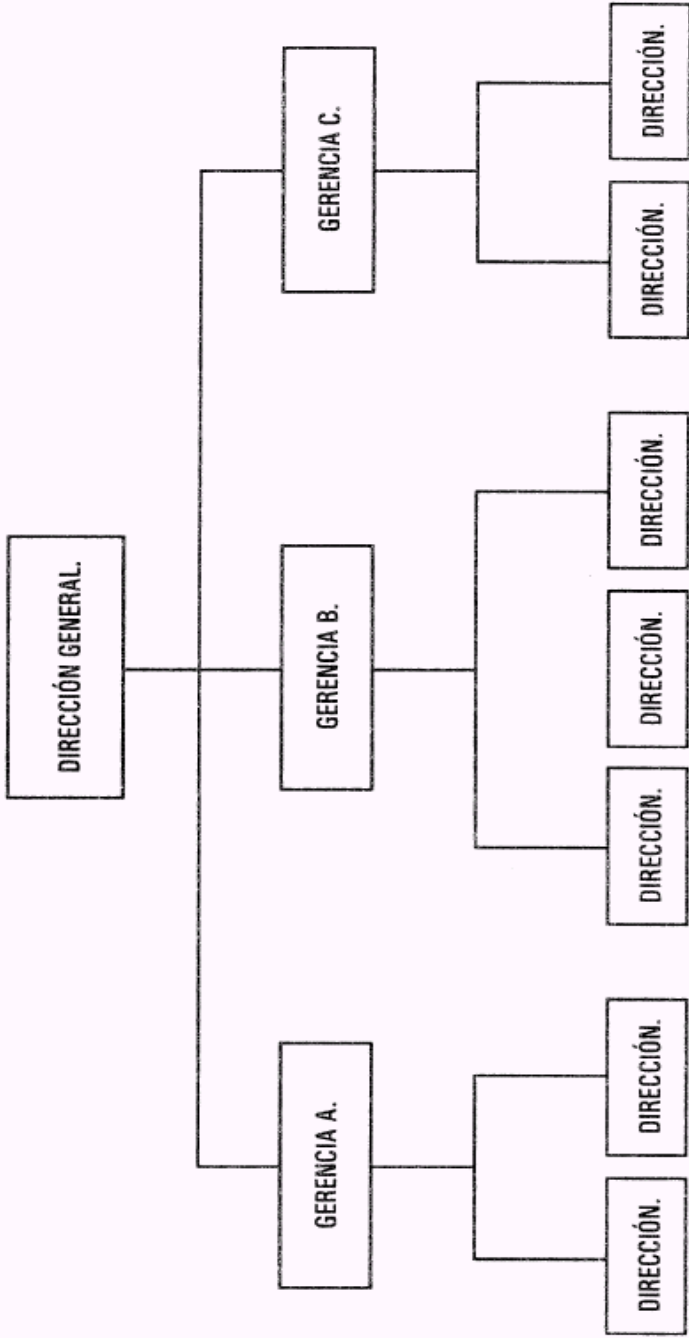 DIRECCIÓN GENERAL.
GERENCIA A.
GERENCIA B.
GERENCIA C.
DIRECCIÓN.
DIRECCIÓN.
DIRECCIÓN.
DIRECCIÓN.
DIRECCIÓN.
DIRECCIÓN.
DIRECCIÓN.